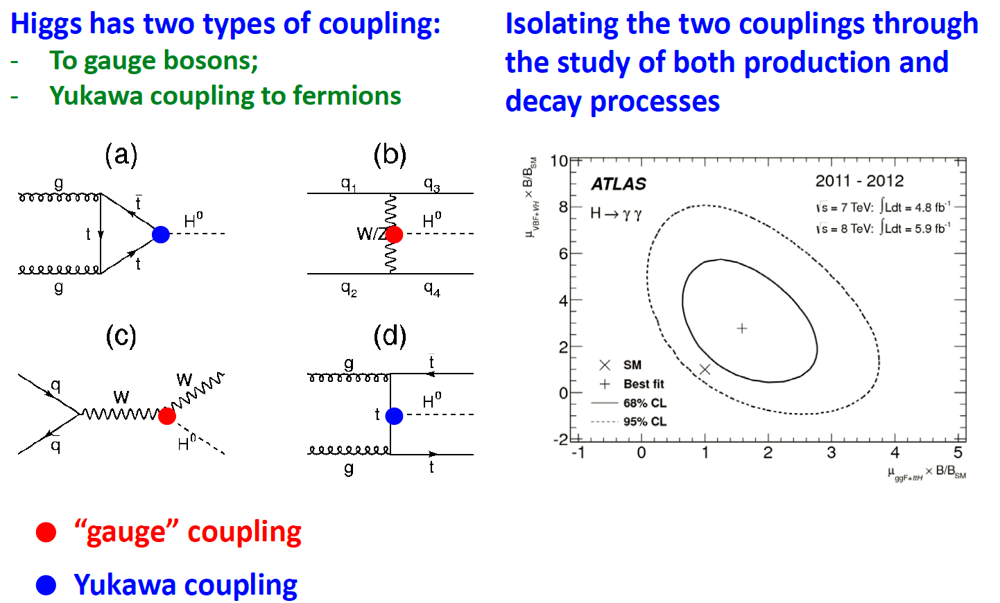 Higgs has two types of coupling:
- To gauge bosons;
- Yukawa coupling to fermions
(a)
g
t̄
t
H⁰
t
g
(b)
q₁ q₃
W/Z H⁰
q₂ q₄
(c)
q
W
W
q̄
H⁰
(d)
g t̄
H⁰
t
g t
“gauge” coupling
Yukawa coupling
Isolating the two couplings through
the study of both production and
decay processes
μ_VBF+VH × B/B_SM
10
8
6
4
2
0
-2
ATLAS
2011 - 2012
H→γγ
√s = 7 TeV: ∫Ldt = 4.8 fb⁻¹
√s = 8 TeV: ∫Ldt = 5.9 fb⁻¹
SM
Best fit
68% CL
95% CL
-1 0 1 2 3 4 5
μ_ggF+ttH × B/B_SM